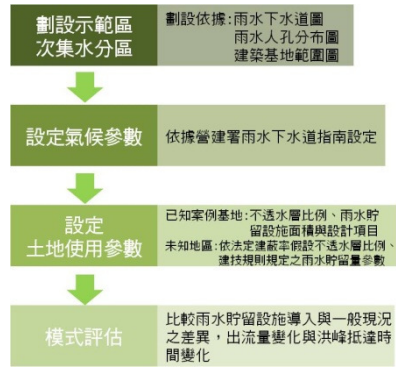 劃設示範區
次集水分區
劃設依據:雨水下水道圖
雨水人孔分布圖
建築基地範圍圖
設定氣候參數
依據營建署雨水下水道指南設定
設定
土地使用參數
已知案例基地:不透水層比例、雨水貯
留設施面積與設計項目
未知地區:依法定建蔽率假設不透水層比例、
建技規則規定之雨水貯留量參數
模式評估
比較雨水貯留設施導入與一般現況
之差異，出流量變化與洪峰抵達時
間變化